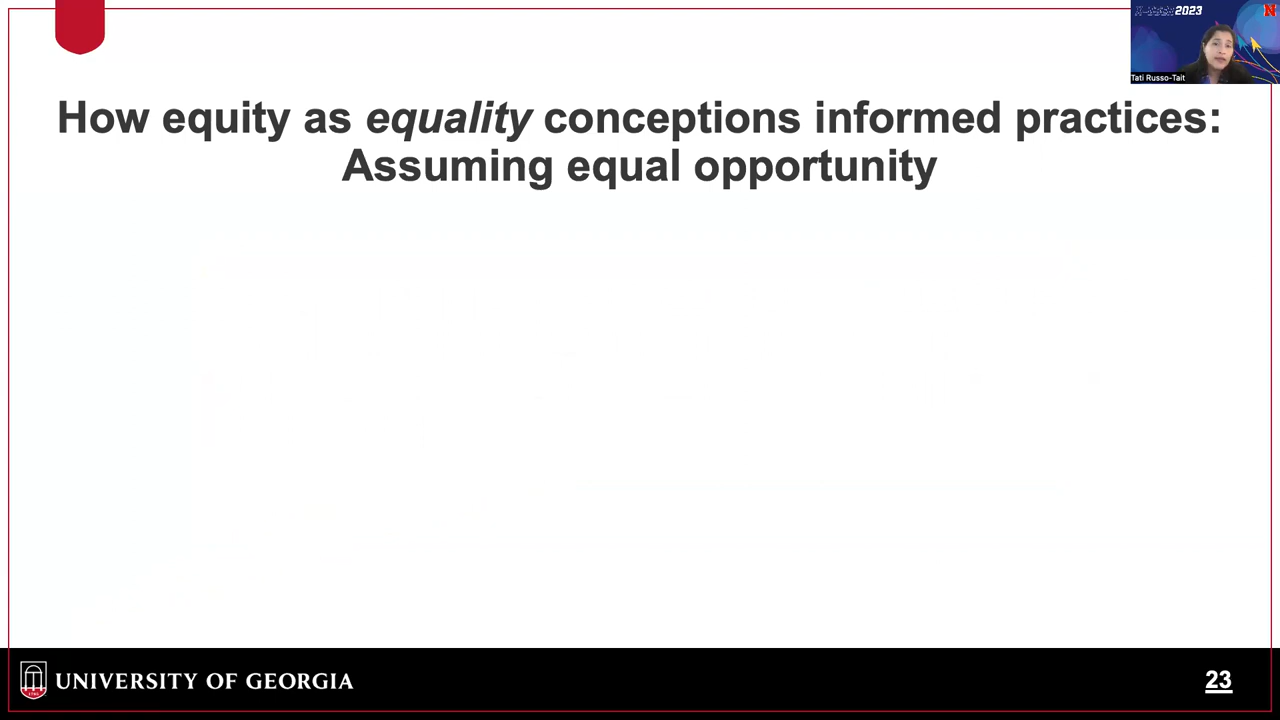 2023
N
Tati Russo-Tait
How equity as equality conceptions informed practices:
Assuming equal opportunity
UNIVERSITY OF GEORGIA
23